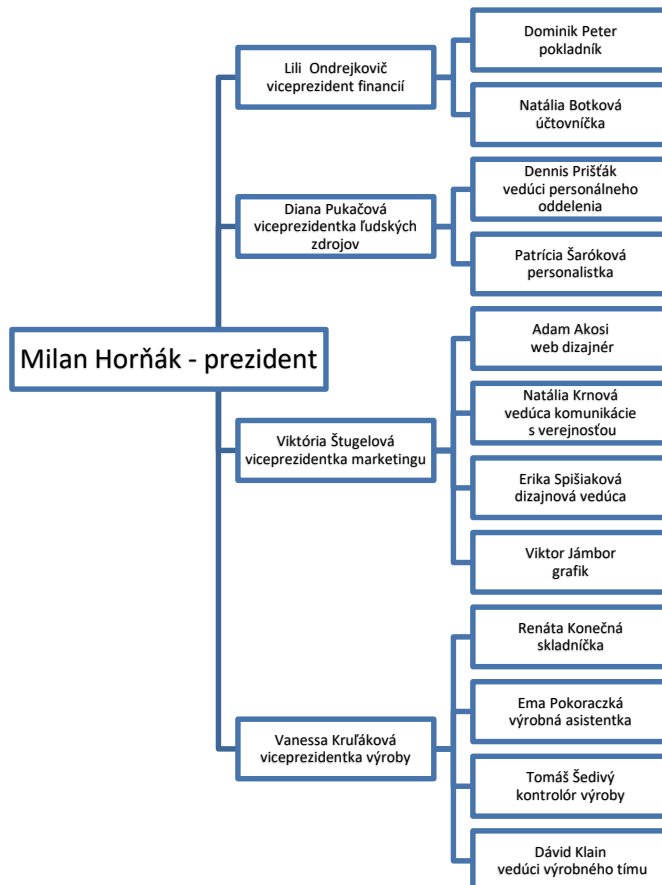 Milan Horňák - prezident
Lili  Ondrejkovič
viceprezident financií
Dominik Peter
pokladník
Natália Botková
účtovníčka
Diana Pukačová
viceprezidentka ľudských
zdrojov
Dennis Prišťák
vedúci personálneho
oddelenia
Patrícia Šaróková
personalistka
Viktória Štugelová
viceprezidentka marketingu
Adam Akosi
web dizajnér
Natália Krnová
vedúca komunikácie
s verejnosťou
Erika Spišiaková
dizajnová vedúca
Viktor Jámbor
grafik
Vanessa Kruľáková
viceprezidentka výroby
Renáta Konečná
skladníčka
Ema Pokoraczká
výrobná asistentka
Tomáš Šedivý
kontrolór výroby
Dávid Klain
vedúci výrobného tímu